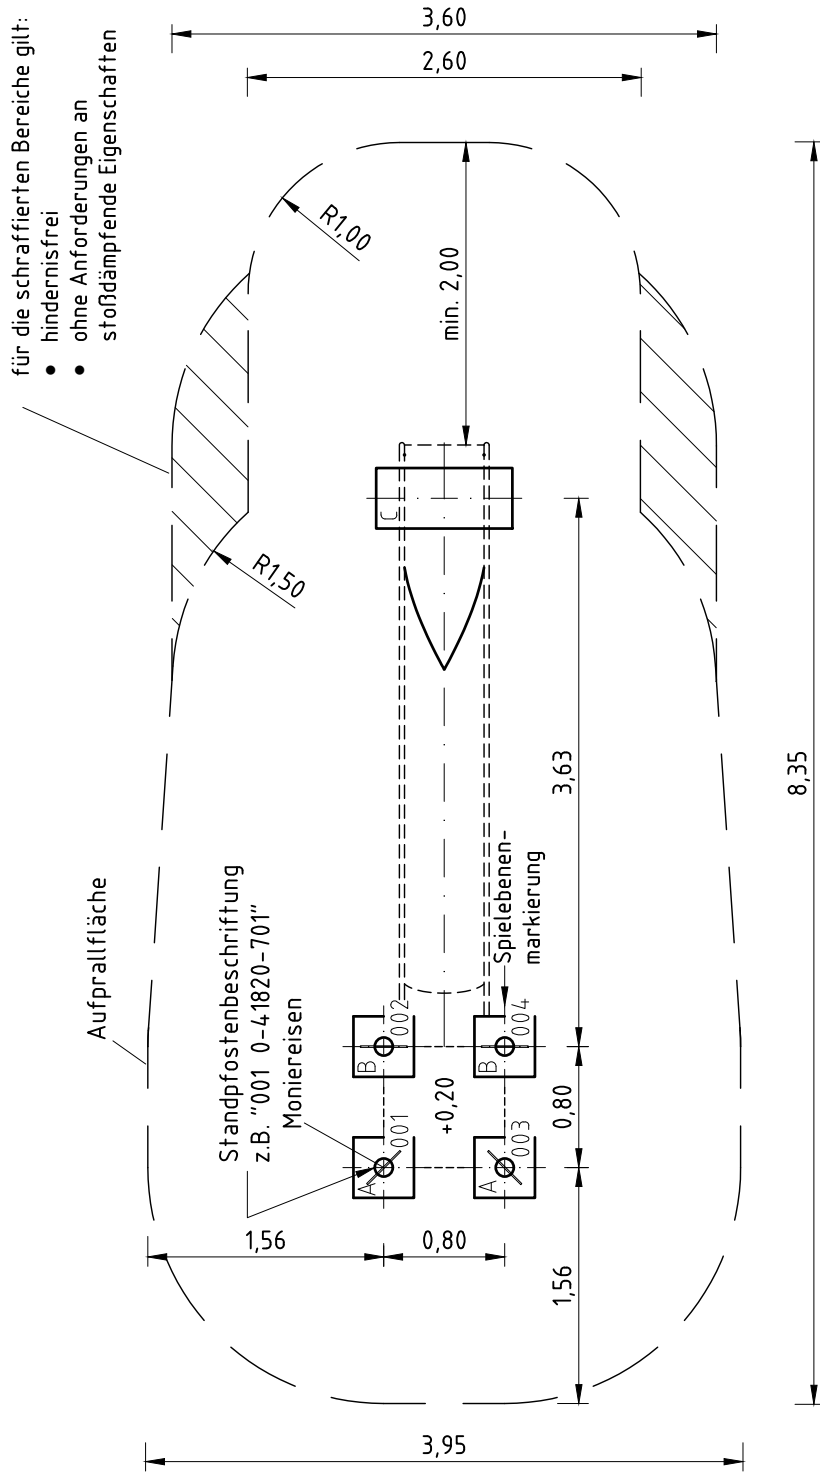 für die schraffierten Bereiche gilt:
● hindernisfrei
● ohne Anforderungen an
stoßdämpfende Eigenschaften
3,60
2,60
R1,00
min. 2,00
C
R1,50
3,63
8,35
Aufprallfläche
Standpfostenbeschriftung
z.B. "001 0-41820-701"
Moniereisen
Spielebenen-
markierung
B
002
B
004
+0,20
0,80
A
001
A
003
1,56
0,80
1,56
3,95